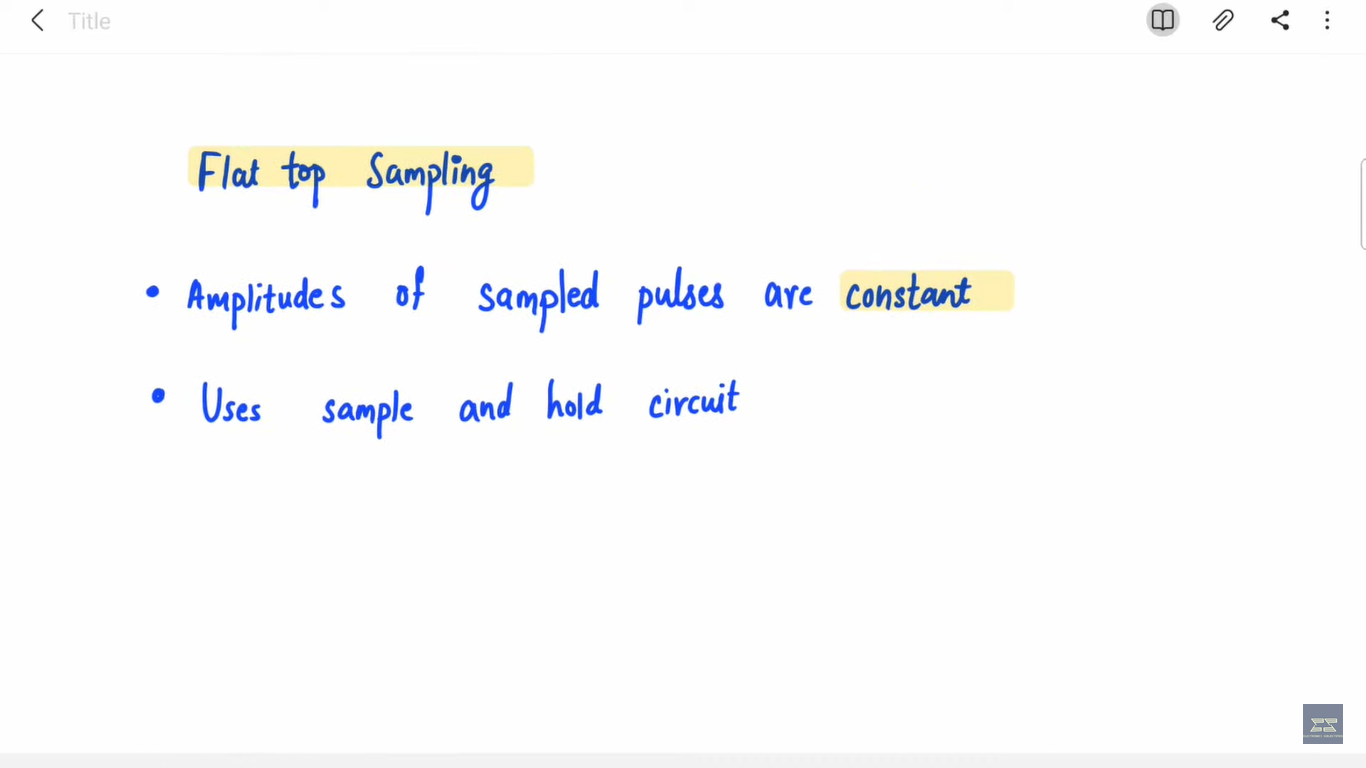 Title
Flat top Sampling
• Amplitudes of sampled pulses are constant
• Uses sample and hold circuit